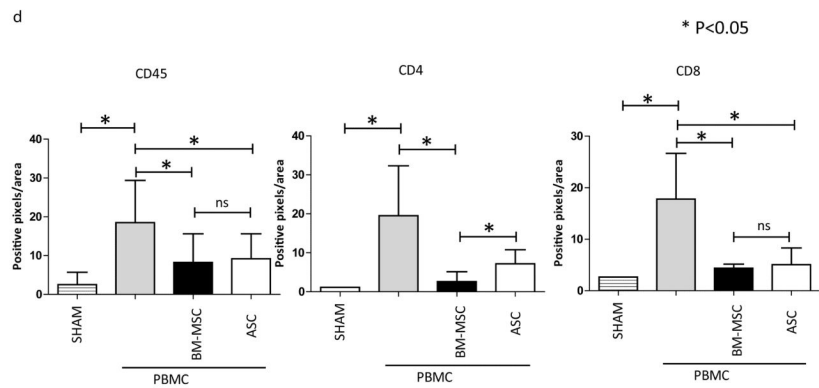 d
* P<0.05
CD45
Positive pixels/area
40
30
20
10
0
*
*
*
ns
SHAM
BM-MSC
ASC
PBMC
CD4
Positive pixels/area
40
30
20
10
0
*
*
*
SHAM
BM-MSC
ASC
PBMC
CD8
Positive pixels/area
30
20
10
0
*
*
*
ns
SHAM
BM-MSC
ASC
PBMC